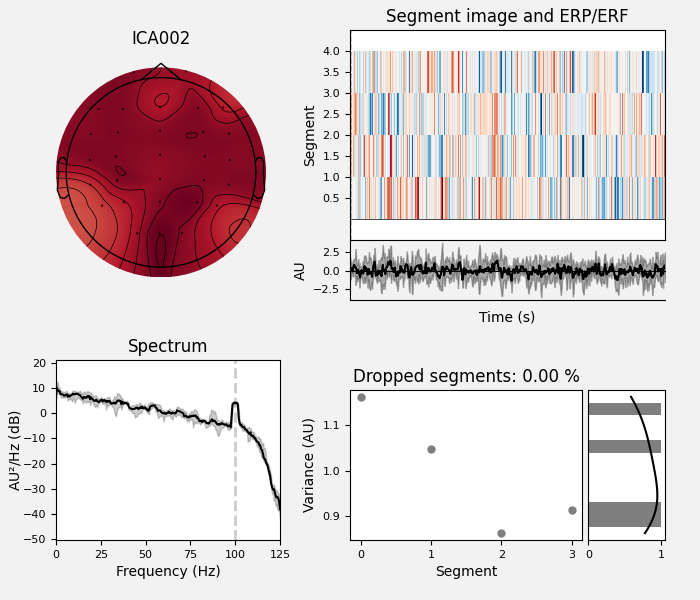 ICA002
Segment image and ERP/ERF
Segment
4.0
3.5
3.0
2.5
2.0
1.5
1.0
0.5
AU
2.5
0.0
−2.5
Time (s)
Spectrum
AU²/Hz (dB)
20
10
0
−10
−20
−30
−40
−50
0 25 50 75 100 125
Frequency (Hz)
Dropped segments: 0.00 %
Variance (AU)
1.1
1.0
0.9
0 1 2 3
Segment
0 1